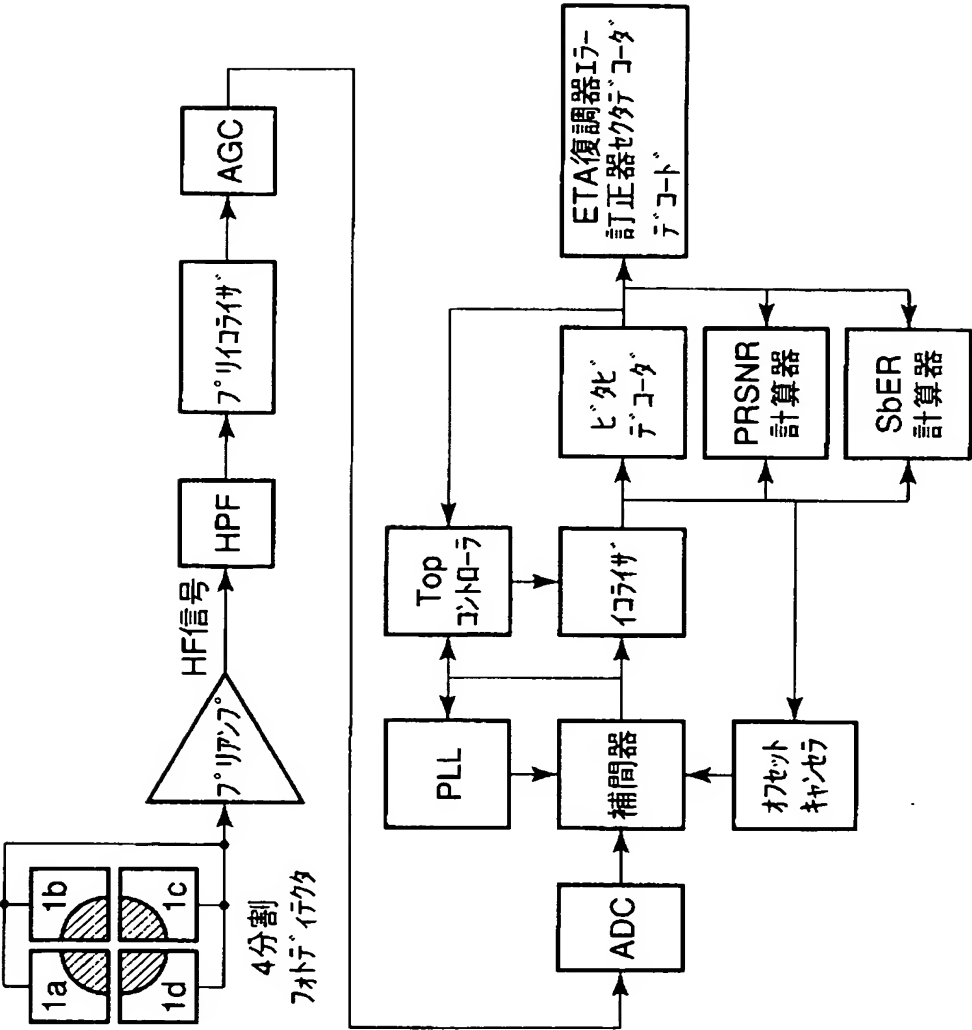 1a
1b
1c
1d
4分割
フォトディテクタ
プリアンプ
HF信号
HPF
プリイコライザ
AGC
ADC
補間器
PLL
オフセット
キャンセラ
Top
コントローラ
イコライザ
ビタビ
デコーダ
PRSNR
計算器
SbER
計算器
ETA復調器エラー
訂正器セクタデコーダ
デコード